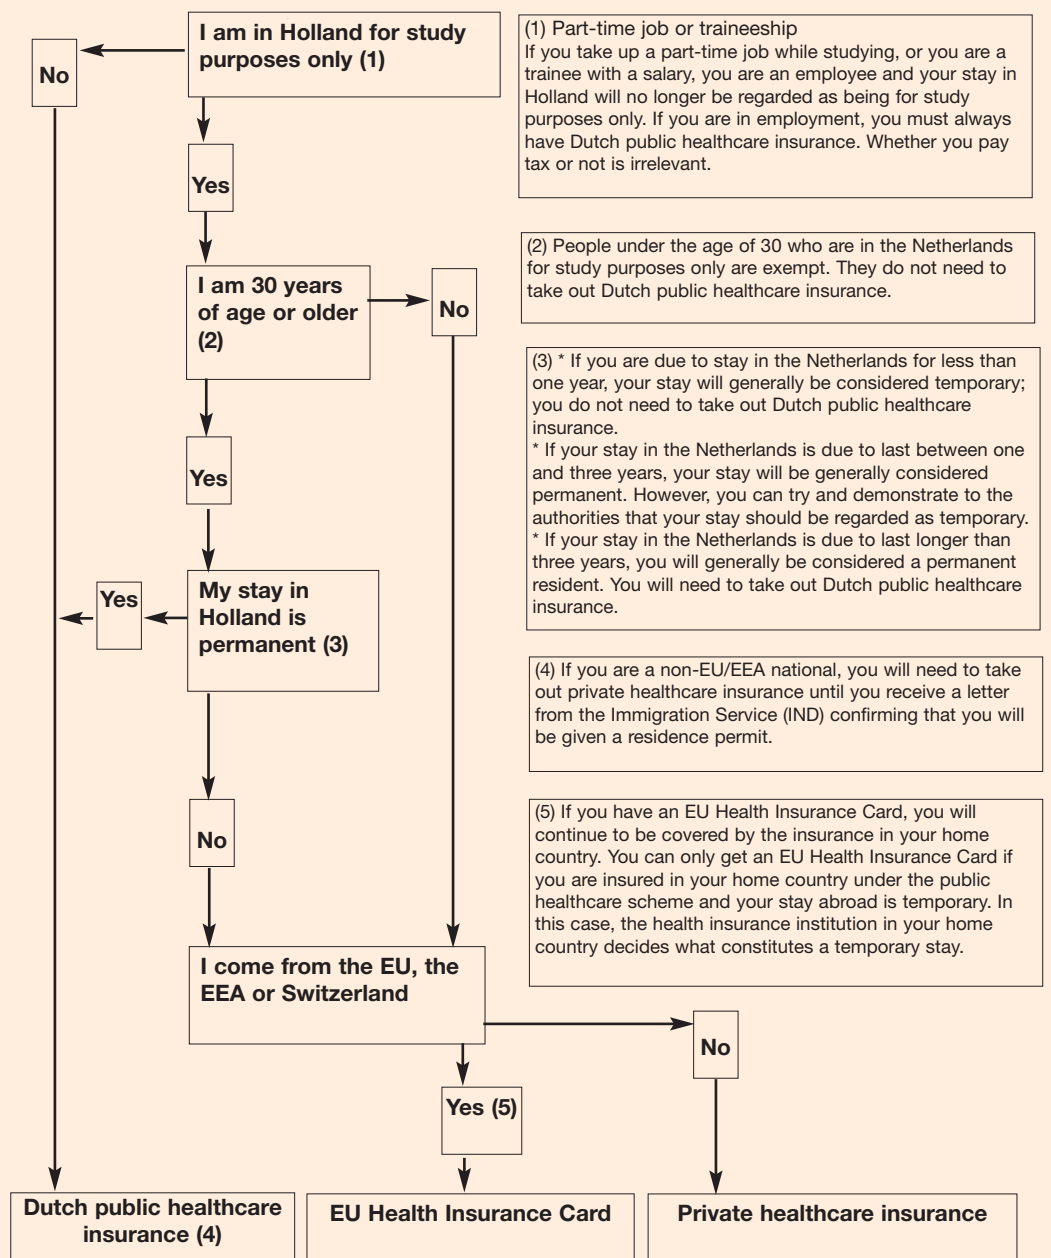 I am in Holland for study
purposes only (1)
No
(1) Part-time job or traineeship
If you take up a part-time job while studying, or you are a
trainee with a salary, you are an employee and your stay in
Holland will no longer be regarded as being for study
purposes only. If you are in employment, you must always
have Dutch public healthcare insurance. Whether you pay
tax or not is irrelevant.
Yes
(2) People under the age of 30 who are in the Netherlands
for study purposes only are exempt. They do not need to
take out Dutch public healthcare insurance.
I am 30 years
of age or older
(2)
No
(3) * If you are due to stay in the Netherlands for less than
one year, your stay will generally be considered temporary;
you do not need to take out Dutch public healthcare
insurance.
* If your stay in the Netherlands is due to last between one
and three years, your stay will be generally considered
permanent. However, you can try and demonstrate to the
authorities that your stay should be regarded as temporary.
* If your stay in the Netherlands is due to last longer than
three years, you will generally be considered a permanent
resident. You will need to take out Dutch public healthcare
insurance.
Yes
My stay in
Holland is
permanent (3)
Yes
(4) If you are a non-EU/EEA national, you will need to take
out private healthcare insurance until you receive a letter
from the Immigration Service (IND) confirming that you will
be given a residence permit.
No
(5) If you have an EU Health Insurance Card, you will
continue to be covered by the insurance in your home
country. You can only get an EU Health Insurance Card if
you are insured in your home country under the public
healthcare scheme and your stay abroad is temporary. In
this case, the health insurance institution in your home
country decides what constitutes a temporary stay.
I come from the EU, the
EEA or Switzerland
No
Yes (5)
Dutch public healthcare
insurance (4)
EU Health Insurance Card
Private healthcare insurance